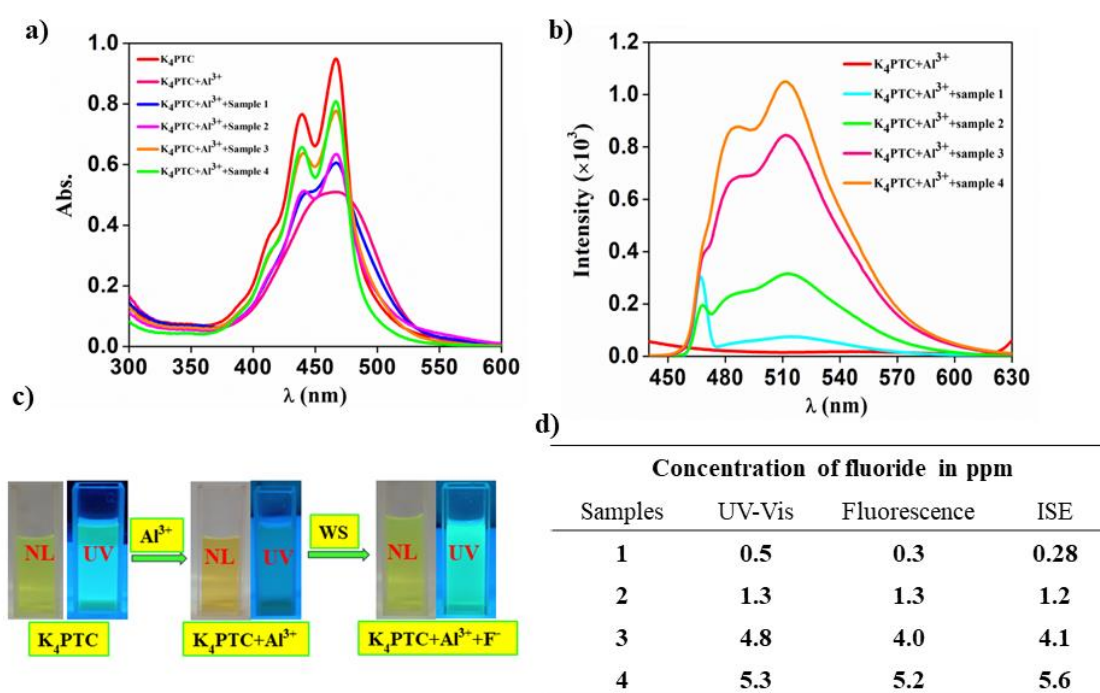 a)
1.0
0.8
0.6
0.4
0.2
0.0
Abs.
K₄PTC
K₄PTC+Al³⁺
K₄PTC+Al³⁺+Sample 1
K₄PTC+Al³⁺+Sample 2
K₄PTC+Al³⁺+Sample 3
K₄PTC+Al³⁺+Sample 4
300 350 400 450 500 550 600
λ (nm)
b)
1.2
1.0
0.8
0.6
0.4
0.2
0.0
Intensity (×10³)
K₄PTC+Al³⁺
K₄PTC+Al³⁺+sample 1
K₄PTC+Al³⁺+sample 2
K₄PTC+Al³⁺+sample 3
K₄PTC+Al³⁺+sample 4
450 480 510 540 570 600 630
λ (nm)
c)
NL UV
Al³⁺
NL UV
WS
NL UV
K₄PTC
K₄PTC+Al³⁺
K₄PTC+Al³⁺+F⁻
d)
Concentration of fluoride in ppm
Samples UV-Vis Fluorescence ISE
1 0.5 0.3 0.28
2 1.3 1.3 1.2
3 4.8 4.0 4.1
4 5.3 5.2 5.6